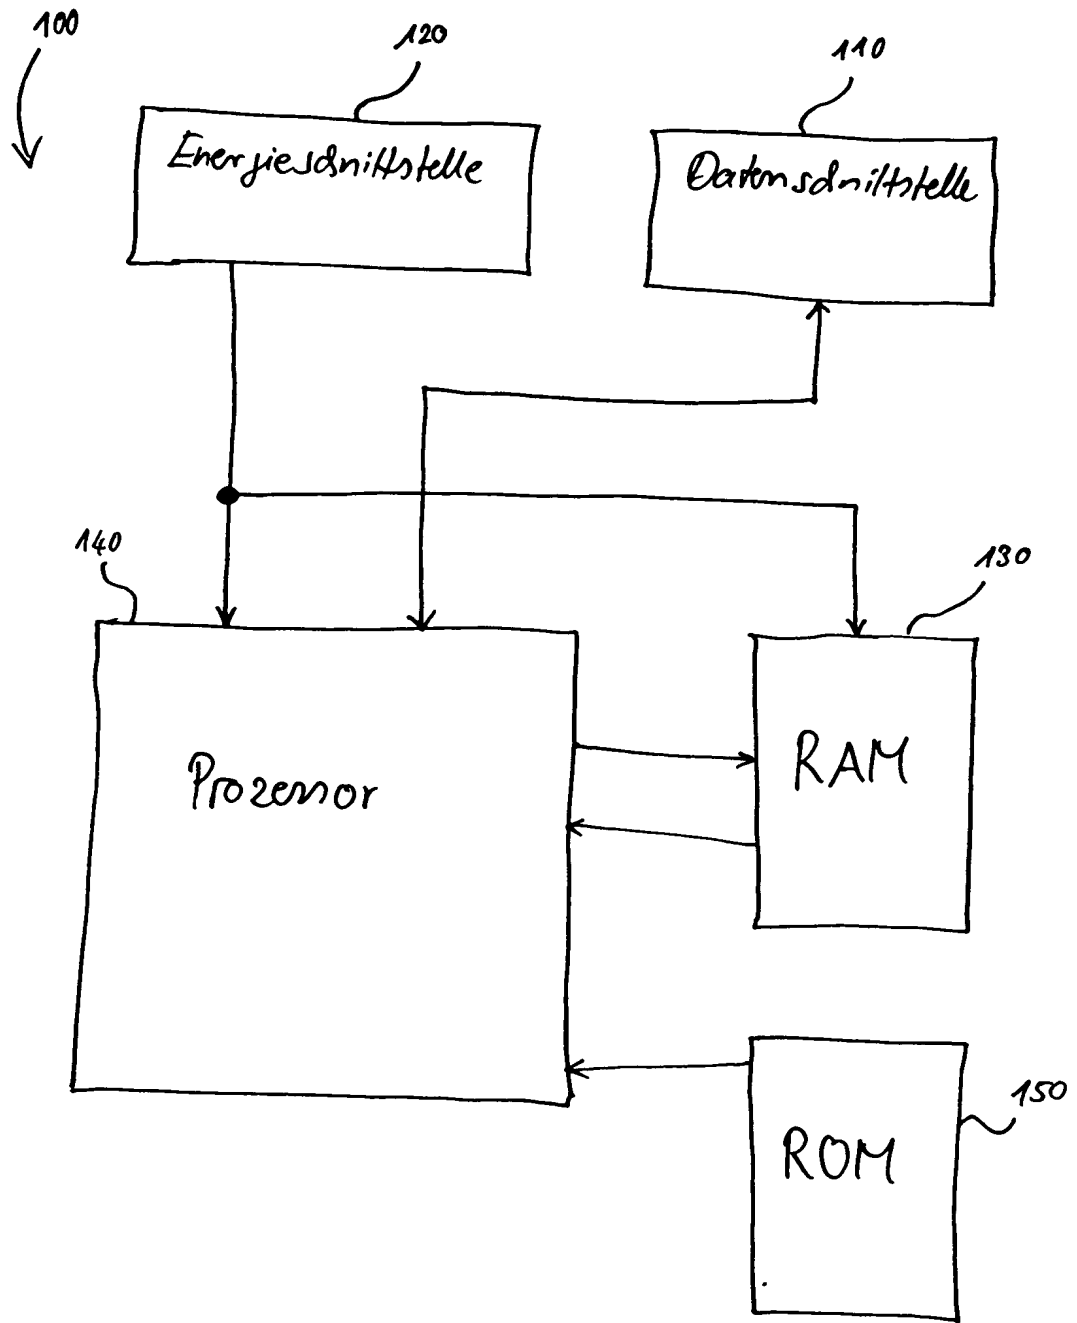 100
120
110
Energieschnittstelle
Datenschnittstelle
140
130
Prozessor
RAM
150
ROM